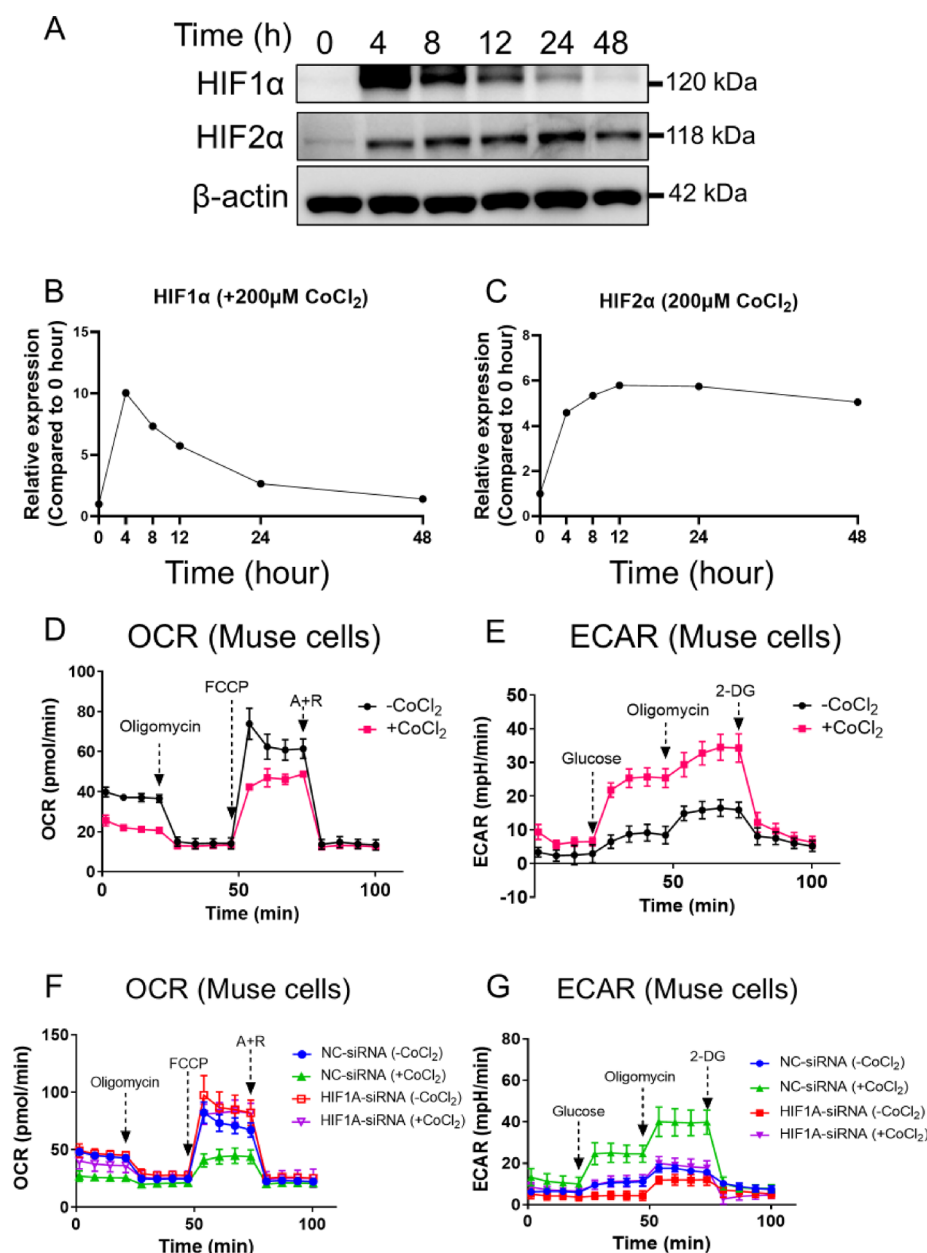 A
Time (h) 0 4 8 12 24 48
HIF1α 120 kDa
HIF2α 118 kDa
β-actin 42 kDa
B
HIF1α (+200μM CoCl₂)
Relative expression
(Compared to 0 hour)
15
10
5
0
0 4 8 12 24 48
Time (hour)
C
HIF2α (200μM CoCl₂)
Relative expression
(Compared to 0 hour)
8
6
4
2
0
0 4 8 12 24 48
Time (hour)
D OCR (Muse cells)
OCR (pmol/min)
100
80
60
40
20
0
Oligomycin
FCCP
A+R
-CoCl₂
+CoCl₂
0 50 100
Time (min)
E ECAR (Muse cells)
ECAR (mpH/min)
50
40
30
20
10
0
-10
Glucose
Oligomycin
2-DG
-CoCl₂
+CoCl₂
50 100
Time (min)
F OCR (Muse cells)
OCR (pmol/min)
150
100
50
0
Oligomycin
FCCP
A+R
NC-siRNA (-CoCl₂)
NC-siRNA (+CoCl₂)
HIF1A-siRNA (-CoCl₂)
HIF1A-siRNA (+CoCl₂)
0 50 100
Time (min)
G ECAR (Muse cells)
ECAR (mpH/min)
80
60
40
20
0
Glucose
Oligomycin
2-DG
NC-siRNA (-CoCl₂)
NC-siRNA (+CoCl₂)
HIF1A-siRNA (-CoCl₂)
HIF1A-siRNA (+CoCl₂)
0 50 100
Time (min)